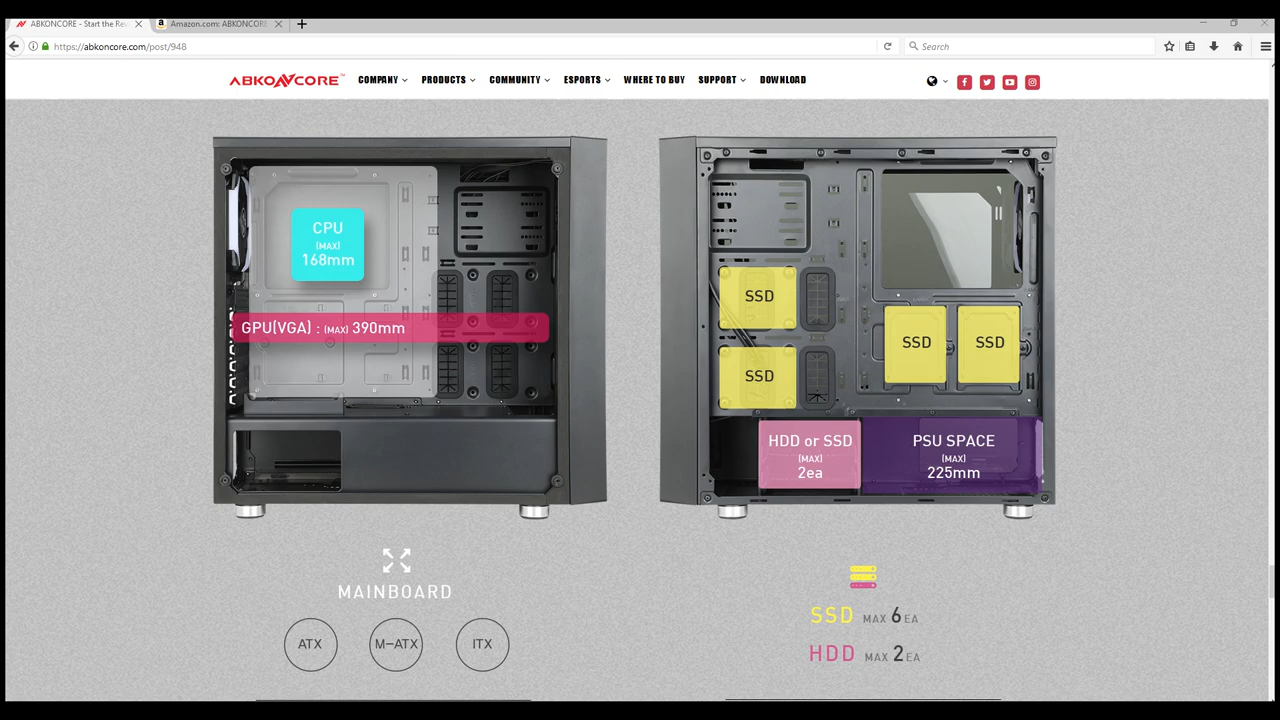 ABKONCORE - Start the Rev
Amazon.com: ABKONCORE
https://abkoncore.com/post/948
Search
ABKONCORE™
COMPANY
PRODUCTS
COMMUNITY
ESPORTS
WHERE TO BUY
SUPPORT
DOWNLOAD
CPU
(MAX)
168mm
GPU(VGA) : (MAX) 390mm
SSD
SSD
SSD
SSD
HDD or SSD
(MAX)
2ea
PSU SPACE
(MAX)
225mm
MAINBOARD
ATX
M-ATX
ITX
SSD MAX 6 EA
HDD MAX 2 EA